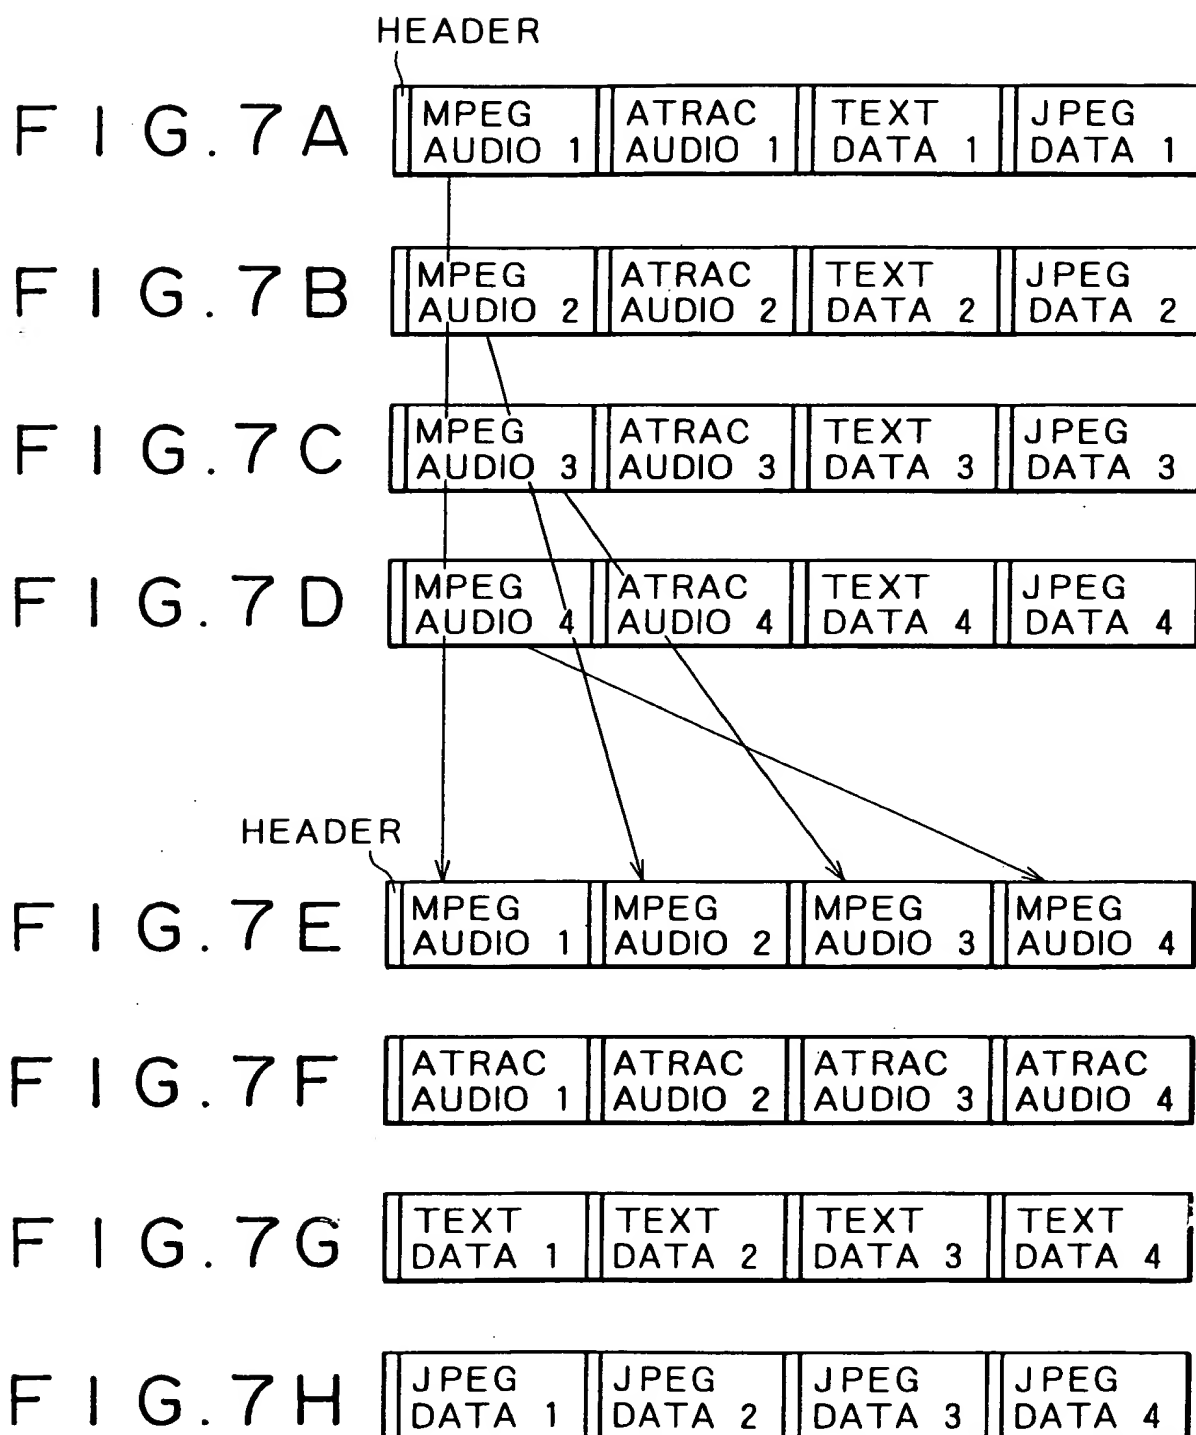 HEADER
FIG.7A
MPEG AUDIO 1 ATRAC AUDIO 1 TEXT DATA 1 JPEG DATA 1
FIG.7B
MPEG AUDIO 2 ATRAC AUDIO 2 TEXT DATA 2 JPEG DATA 2
FIG.7C
MPEG AUDIO 3 ATRAC AUDIO 3 TEXT DATA 3 JPEG DATA 3
FIG.7D
MPEG AUDIO 4 ATRAC AUDIO 4 TEXT DATA 4 JPEG DATA 4
HEADER
FIG.7E
MPEG AUDIO 1 MPEG AUDIO 2 MPEG AUDIO 3 MPEG AUDIO 4
FIG.7F
ATRAC AUDIO 1 ATRAC AUDIO 2 ATRAC AUDIO 3 ATRAC AUDIO 4
FIG.7G
TEXT DATA 1 TEXT DATA 2 TEXT DATA 3 TEXT DATA 4
FIG.7H
JPEG DATA 1 JPEG DATA 2 JPEG DATA 3 JPEG DATA 4